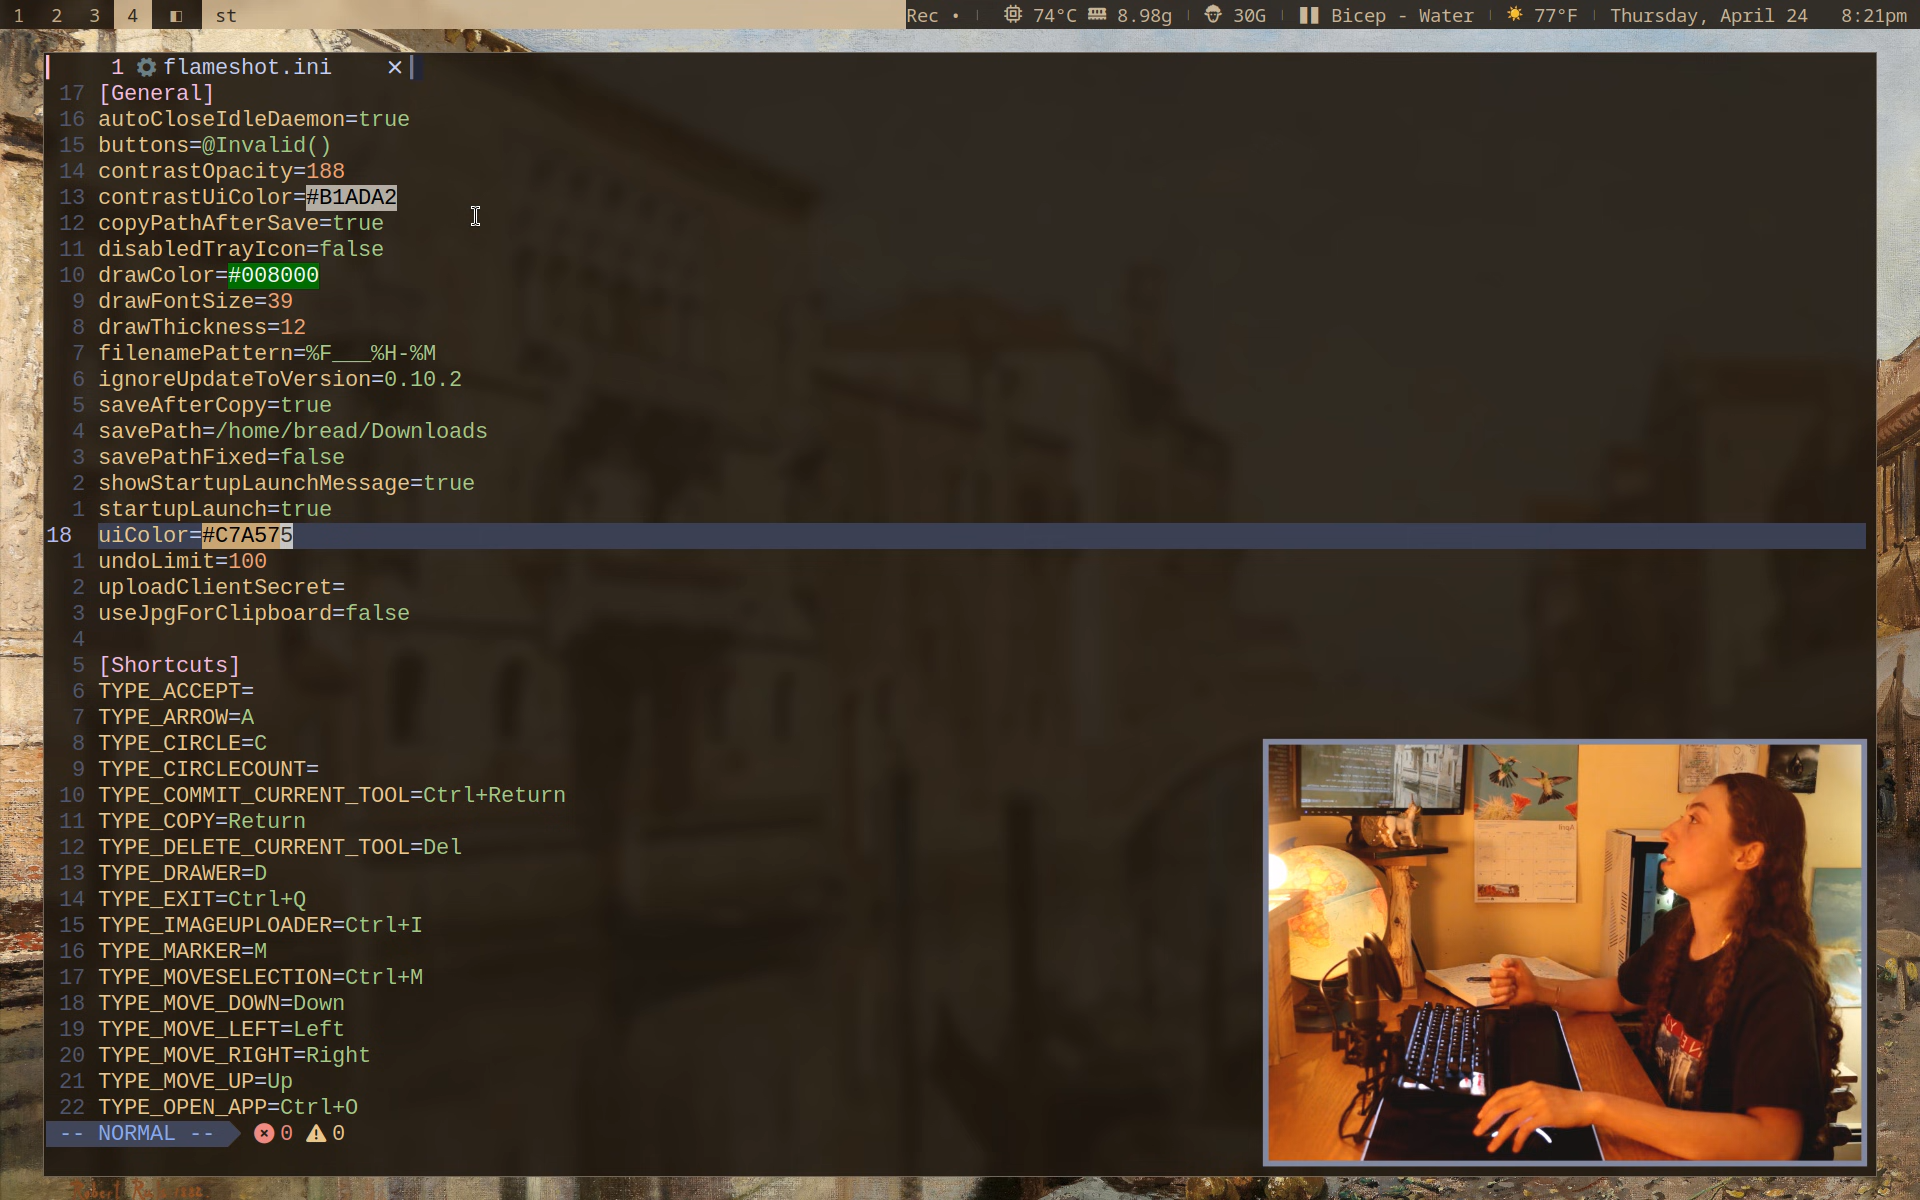 1 2 3 4 st Rec • 74°C 8.98g 30G Bicep - Water 77°F Thursday, April 24 8:21pm
1 flameshot.ini ×
17 [General]
16 autoCloseIdleDaemon=true
15 buttons=@Invalid()
14 contrastOpacity=188
13 contrastUiColor=#B1ADA2
12 copyPathAfterSave=true
11 disabledTrayIcon=false
10 drawColor=#008000
9 drawFontSize=39
8 drawThickness=12
7 filenamePattern=%F___%H-%M
6 ignoreUpdateToVersion=0.10.2
5 saveAfterCopy=true
4 savePath=/home/bread/Downloads
3 savePathFixed=false
2 showStartupLaunchMessage=true
1 startupLaunch=true
18 uiColor=#C7A575
1 undoLimit=100
2 uploadClientSecret=
3 useJpgForClipboard=false
4
5 [Shortcuts]
6 TYPE_ACCEPT=
7 TYPE_ARROW=A
8 TYPE_CIRCLE=C
9 TYPE_CIRCLECOUNT=
10 TYPE_COMMIT_CURRENT_TOOL=Ctrl+Return
11 TYPE_COPY=Return
12 TYPE_DELETE_CURRENT_TOOL=Del
13 TYPE_DRAWER=D
14 TYPE_EXIT=Ctrl+Q
15 TYPE_IMAGEUPLOADER=Ctrl+I
16 TYPE_MARKER=M
17 TYPE_MOVESELECTION=Ctrl+M
18 TYPE_MOVE_DOWN=Down
19 TYPE_MOVE_LEFT=Left
20 TYPE_MOVE_RIGHT=Right
21 TYPE_MOVE_UP=Up
22 TYPE_OPEN_APP=Ctrl+O
-- NORMAL -- 0 0